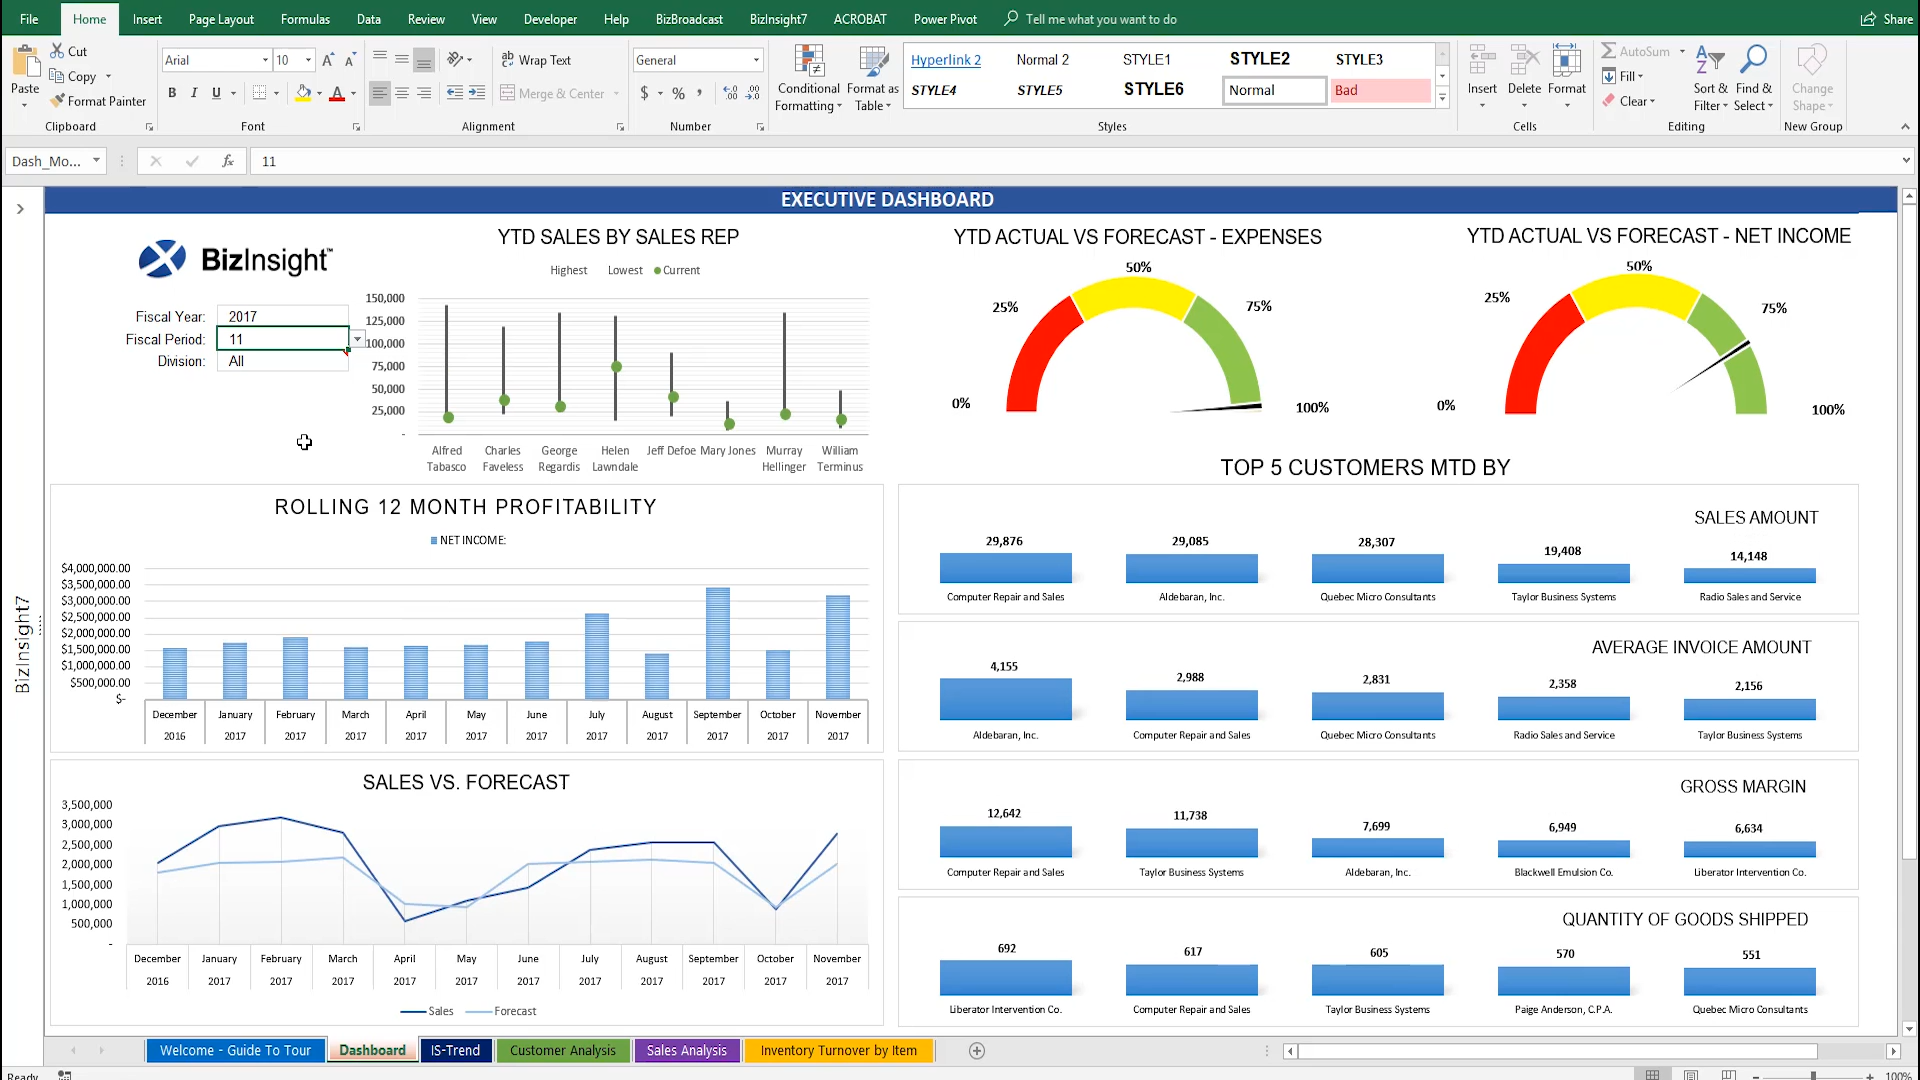 File Home Insert Page Layout Formulas Data Review View Developer Help BizBroadcast BizInsight7 ACROBAT Power Pivot Tell me what you want to do Share
Paste
Cut
Copy
Format Painter
Clipboard
Arial 10
B I U
Font
Wrap Text
Merge & Center
Alignment
General
$ % ,
Number
Conditional Formatting
Format as Table
Hyperlink 2 Normal 2 STYLE1 STYLE2 STYLE3
STYLE4 STYLE5 STYLE6 Normal Bad
Styles
Insert Delete Format
Cells
AutoSum
Fill
Clear
Sort & Filter
Find & Select
Editing
Change Shape
New Group
Dash_Mo... fx 11
EXECUTIVE DASHBOARD
BizInsight™
Fiscal Year: 2017
Fiscal Period: 11
Division: All
BizInsight7
YTD SALES BY SALES REP
Highest Lowest Current
150,000
125,000
100,000
75,000
50,000
25,000
-
Alfred Tabasco
Charles Faveless
George Regardis
Helen Lawndale
Jeff Defoe
Mary Jones
Murray Hellinger
William Terminus
YTD ACTUAL VS FORECAST - EXPENSES
0% 25% 50% 75% 100%
YTD ACTUAL VS FORECAST - NET INCOME
0% 25% 50% 75% 100%
ROLLING 12 MONTH PROFITABILITY
NET INCOME:
$4,000,000.00
$3,500,000.00
$3,000,000.00
$2,500,000.00
$2,000,000.00
$1,500,000.00
$1,000,000.00
$500,000.00
$-
December January February March April May June July August September October November
2016 2017 2017 2017 2017 2017 2017 2017 2017 2017 2017 2017
SALES VS. FORECAST
3,500,000
3,000,000
2,500,000
2,000,000
1,500,000
1,000,000
500,000
-
December January February March April May June July August September October November
2016 2017 2017 2017 2017 2017 2017 2017 2017 2017 2017 2017
Sales Forecast
TOP 5 CUSTOMERS MTD BY
SALES AMOUNT
29,876 29,085 28,307 19,408 14,148
Computer Repair and Sales Aldebaran, Inc. Quebec Micro Consultants Taylor Business Systems Radio Sales and Service
AVERAGE INVOICE AMOUNT
4,155 2,988 2,831 2,358 2,156
Aldebaran, Inc. Computer Repair and Sales Quebec Micro Consultants Radio Sales and Service Taylor Business Systems
GROSS MARGIN
12,642 11,738 7,699 6,949 6,634
Computer Repair and Sales Taylor Business Systems Aldebaran, Inc. Blackwell Emulsion Co. Liberator Intervention Co.
QUANTITY OF GOODS SHIPPED
692 617 605 570 551
Liberator Intervention Co. Computer Repair and Sales Taylor Business Systems Paige Anderson, C.P.A. Quebec Micro Consultants
Welcome - Guide To Tour Dashboard IS-Trend Customer Analysis Sales Analysis Inventory Turnover by Item
Ready 100%